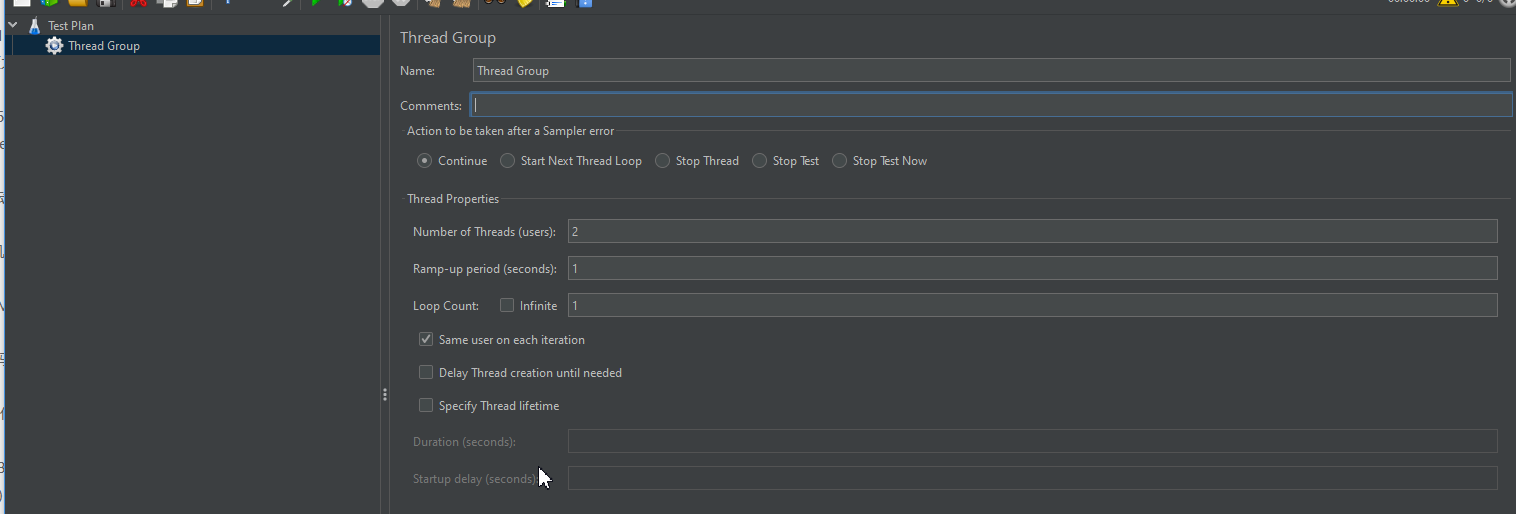 Test Plan
Thread Group
Thread Group
Name: Thread Group
Comments:
Action to be taken after a Sampler error
Continue Start Next Thread Loop Stop Thread Stop Test Stop Test Now
Thread Properties
Number of Threads (users): 2
Ramp-up period (seconds): 1
Loop Count: Infinite 1
Same user on each iteration
Delay Thread creation until needed
Specify Thread lifetime
Duration (seconds):
Startup delay (seconds):